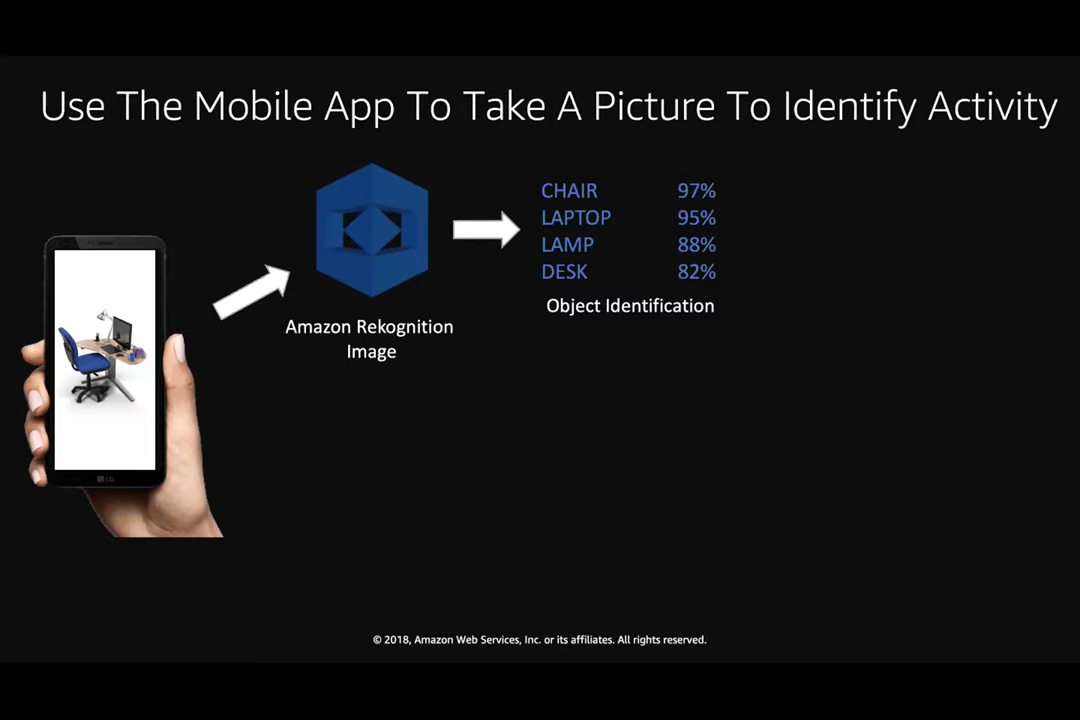 Use The Mobile App To Take A Picture To Identify Activity
CHAIR 97%
LAPTOP 95%
LAMP 88%
DESK 82%
Object Identification
Amazon Rekognition
Image
LG
© 2018, Amazon Web Services, Inc. or its affiliates. All rights reserved.